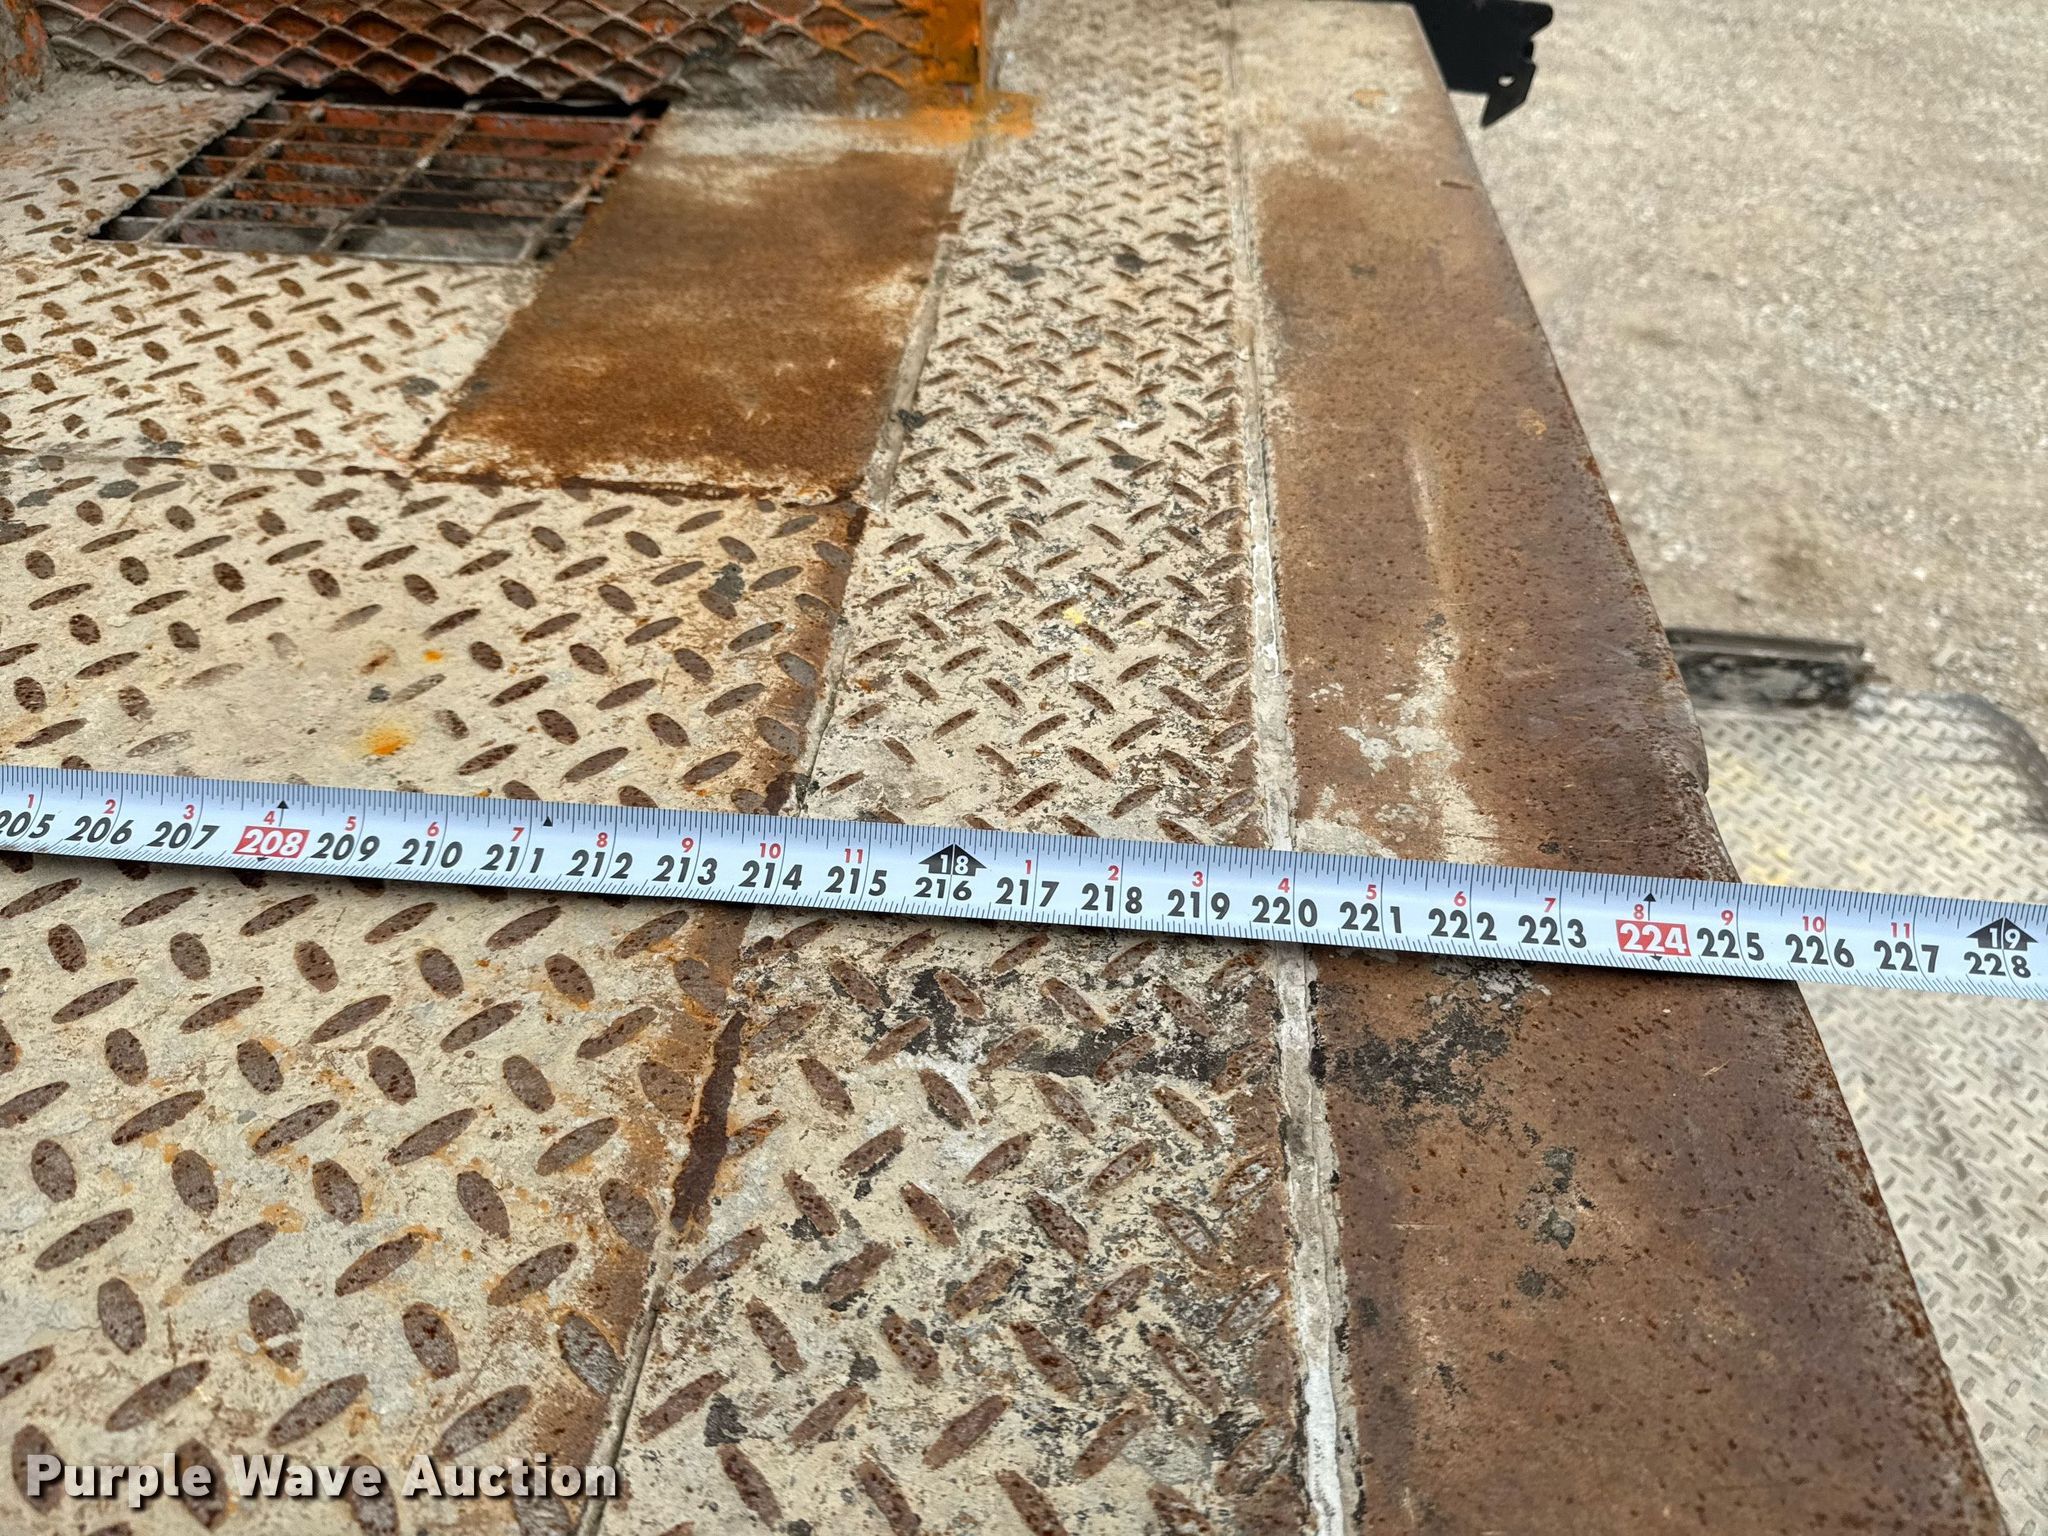 1 2 3 4 5 6 7 8 9 10 11 18 1 2 3 4 5 6 7 8 9 10 11 19
205 206 207 208 209 210 211 212 213 214 215 216 217 218 219 220 221 222 223 224 225 226 227 228
Purple Wave Auction